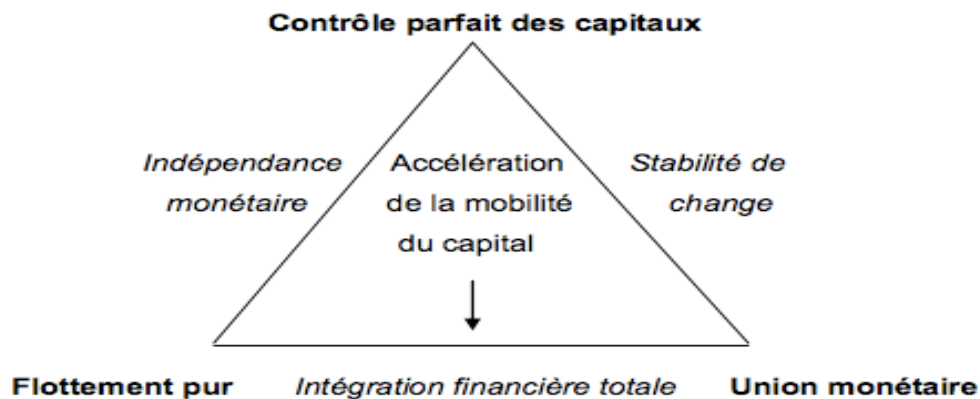 Contrôle parfait des capitaux
Indépendance
monétaire
Accélération
de la mobilité
du capital
Stabilité de
change
Flottement pur
Intégration financière totale
Union monétaire